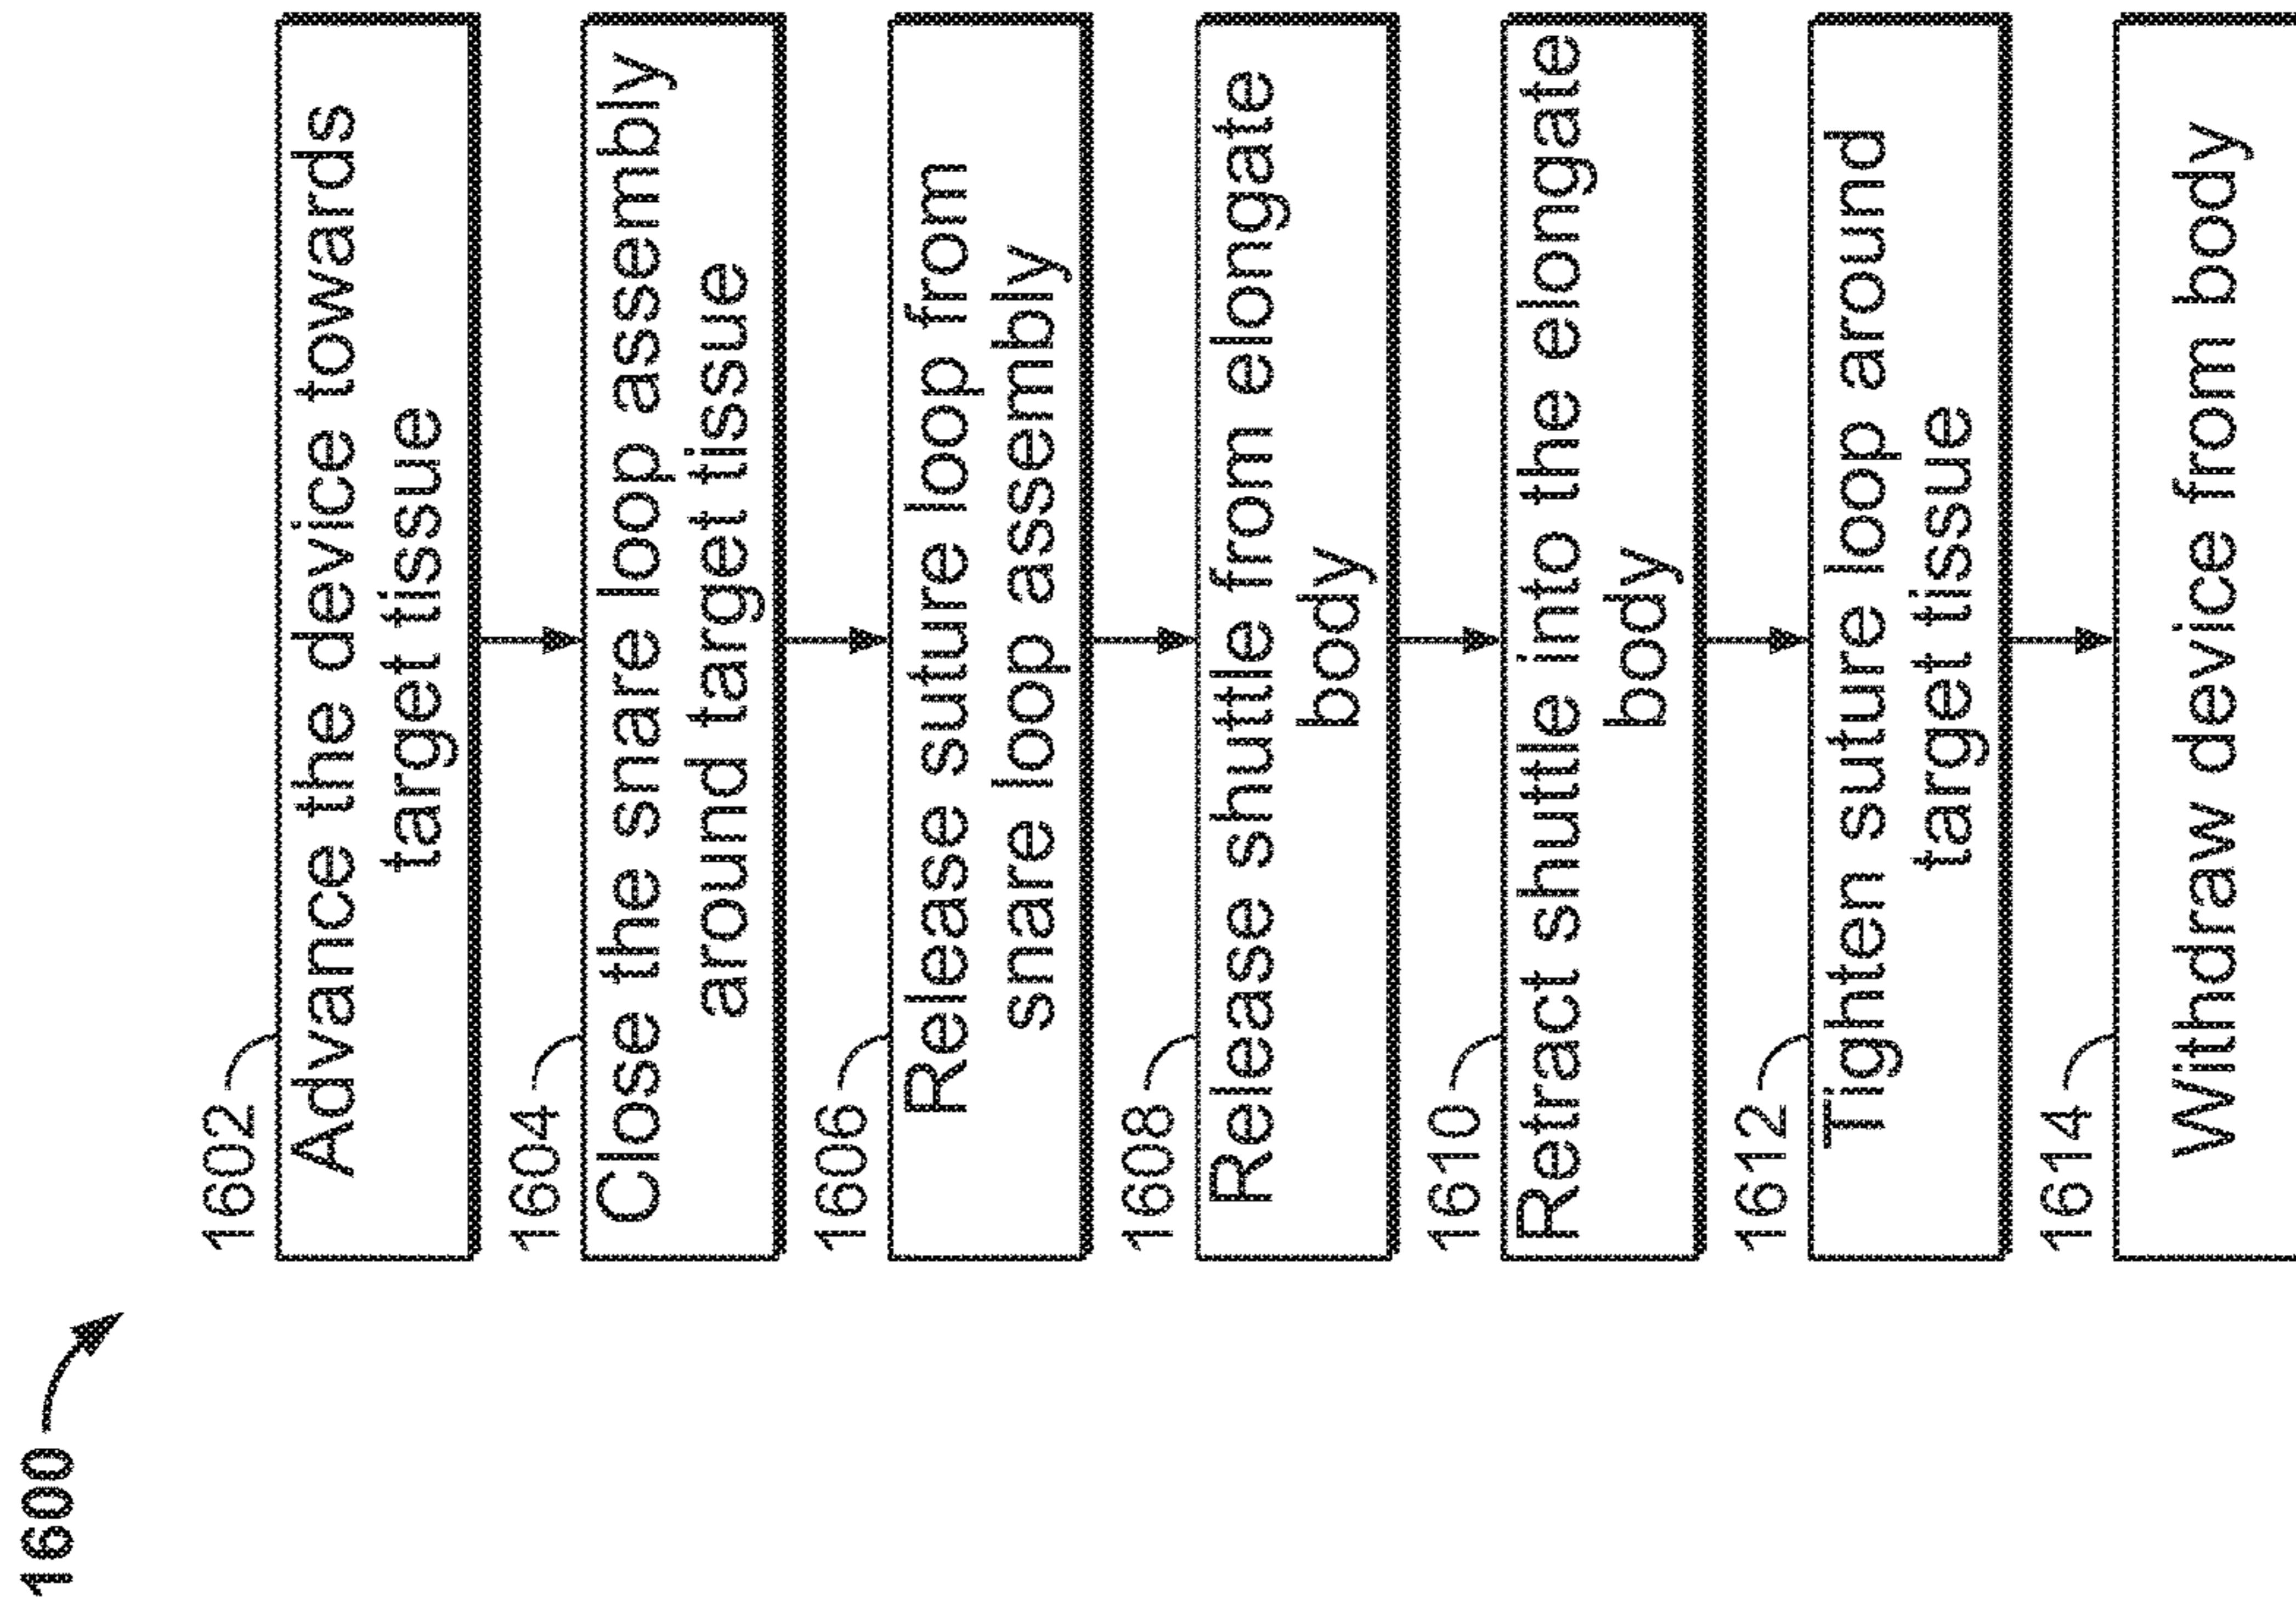 1600
1602
Advance the device towards
target tissue
1604
Close the snare loop assembly
around target tissue
1606
Release suture loop from
snare loop assembly
1608
Release shuttle from elongate
body
1610
Retract shuttle into the elongate
body
1612
Tighten suture loop around
target tissue
1614
Withdraw device from body